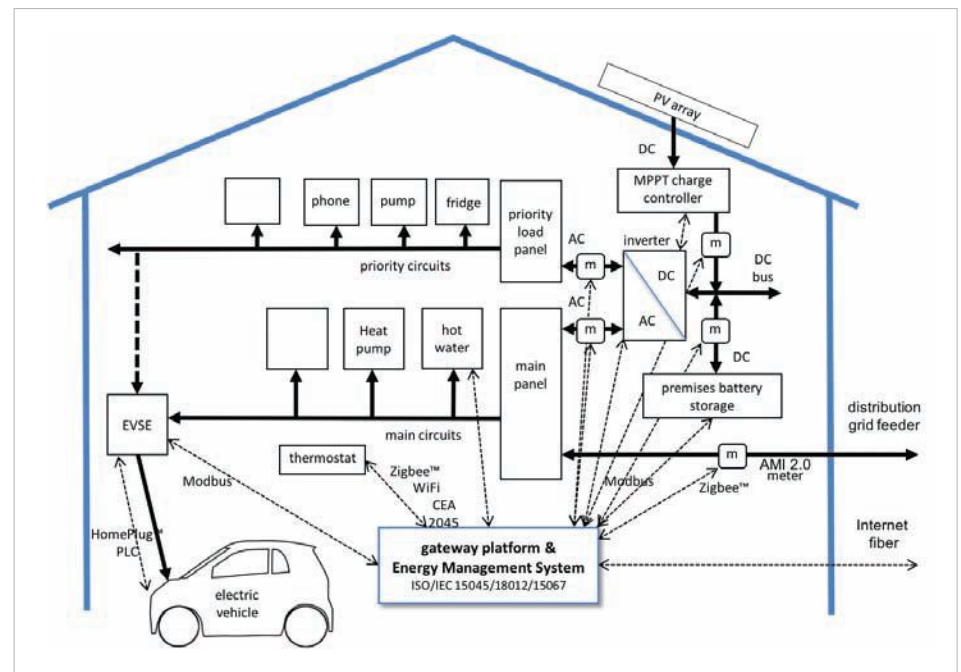 PV array
DC
MPPT charge
controller
phone
pump
fridge
priority
load
panel
AC
inverter
m
m
DC
DC
bus
priority circuits
AC
AC
m
m
Heat
pump
hot
water
main
panel
DC
premises battery
storage
EVSE
main circuits
distribution
grid feeder
thermostat
m
AMI 2.0
meter
Zigbee™
WiFi
CEA
2045
Modbus
Modbus
Zigbee™
HomePlug™
PLC
gateway platform &
Energy Management System
ISO/IEC 15045/18012/15067
Internet
fiber
electric
vehicle